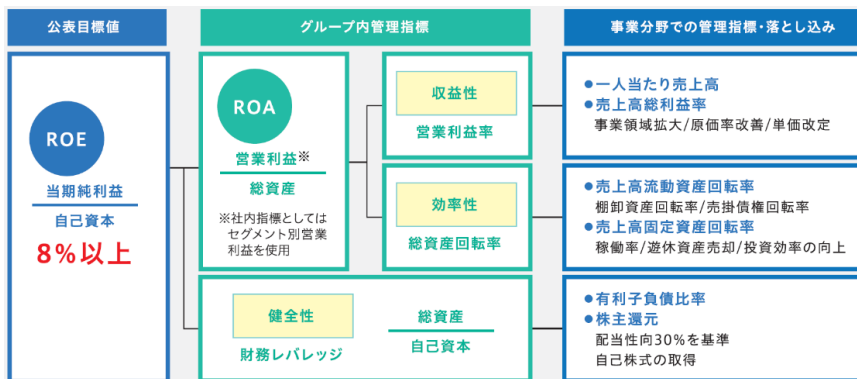 公表目標値
グループ内管理指標
事業分野での管理指標・落とし込み
ROE
当期純利益
自己資本
8%以上
ROA
営業利益※
総資産
※社内指標としては
セグメント別営業
利益を使用
収益性
営業利益率
効率性
総資産回転率
健全性
財務レバレッジ
総資産
自己資本
●一人当たり売上高
●売上高総利益率
事業領域拡大/原価率改善/単価改定
●売上高流動資産回転率
棚卸資産回転率/売掛債権回転率
●売上高固定資産回転率
稼働率/遊休資産売却/投資効率の向上
●有利子負債比率
●株主還元
配当性向30%を基準
自己株式の取得